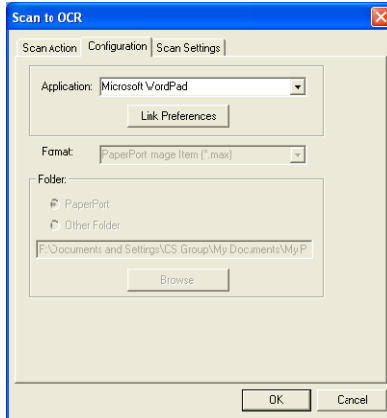 Scan to OCR
Scan Action Configuration Scan Settings
Application: Microsoft WordPad
Link Preferences
Format: PaperPort Image Item (*.max)
Folder:
PaperPort
Other Folder
F:\Documents and Settings\CS Group\My Documents\My P
Browse
OK Cancel